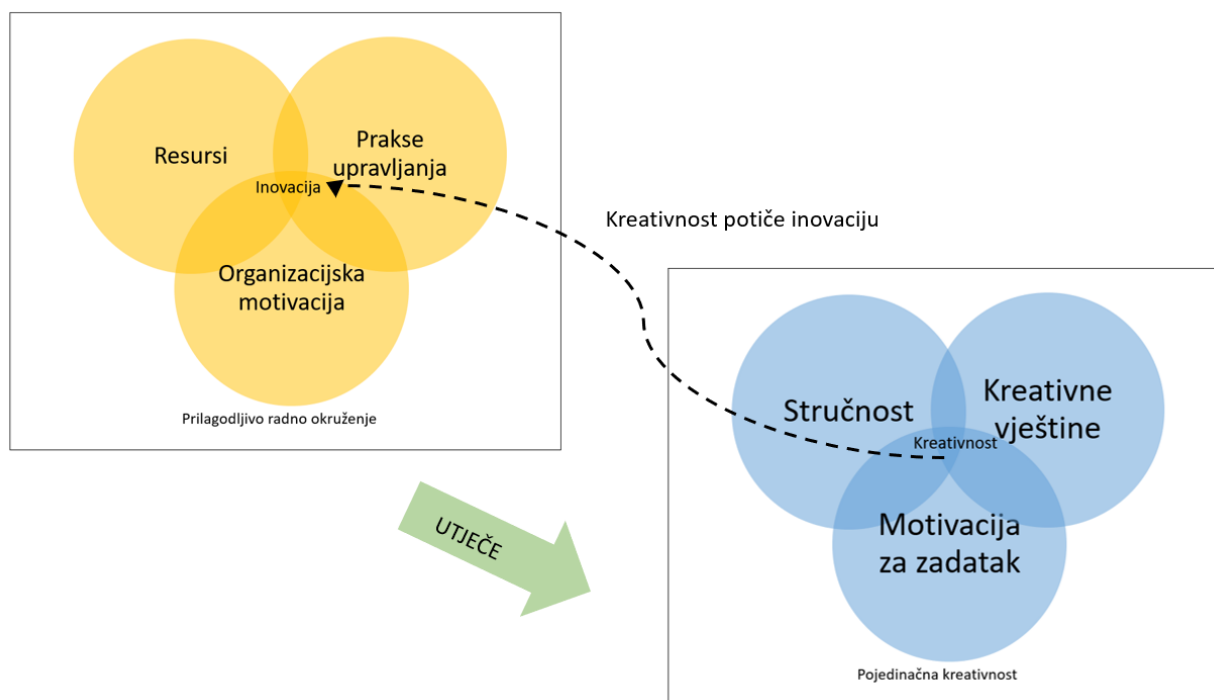 Resursi
Prakse
upravljanja
Inovacija
Organizacijska
motivacija
Prilagodljivo radno okruženje
Kreativnost potiče inovaciju
UTJEČE
Stručnost
Kreativne
vještine
Kreativnost
Motivacija
za zadatak
Pojedinačna kreativnost